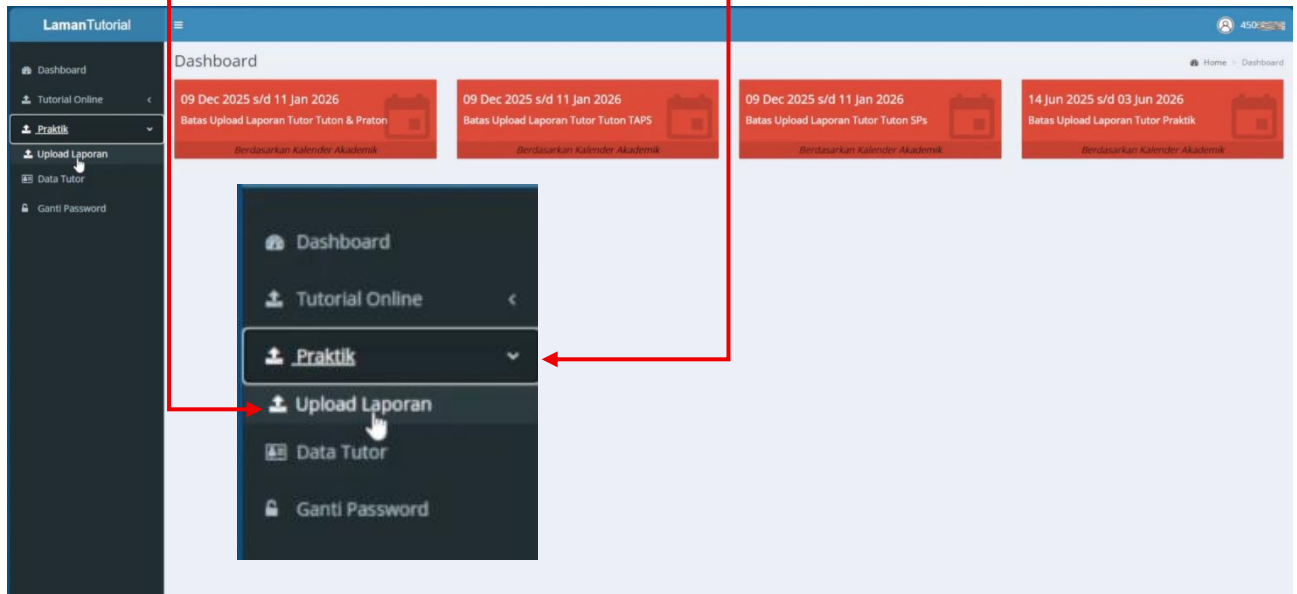 LamanTutorial
Dashboard
Tutorial Online
Praktik
Upload Laporan
Data Tutor
Ganti Password
Dashboard
Home > Dashboard
09 Dec 2025 s/d 11 Jan 2026
Batas Upload Laporan Tutor Tuton & Praton
Berdasarkan Kalender Akademik
09 Dec 2025 s/d 11 Jan 2026
Batas Upload Laporan Tutor Tuton TAPS
Berdasarkan Kalender Akademik
09 Dec 2025 s/d 11 Jan 2026
Batas Upload Laporan Tutor Tuton SPs
Berdasarkan Kalender Akademik
14 Jun 2025 s/d 03 Jun 2026
Batas Upload Laporan Tutor Praktik
Berdasarkan Kalender Akademik
Dashboard
Tutorial Online
Praktik
Upload Laporan
Data Tutor
Ganti Password